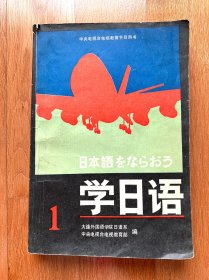 中央电视台电视教育节目用书
日本語をならおう
学日语
1
大连外国语学院日语系
中央电视台电视教育部
编